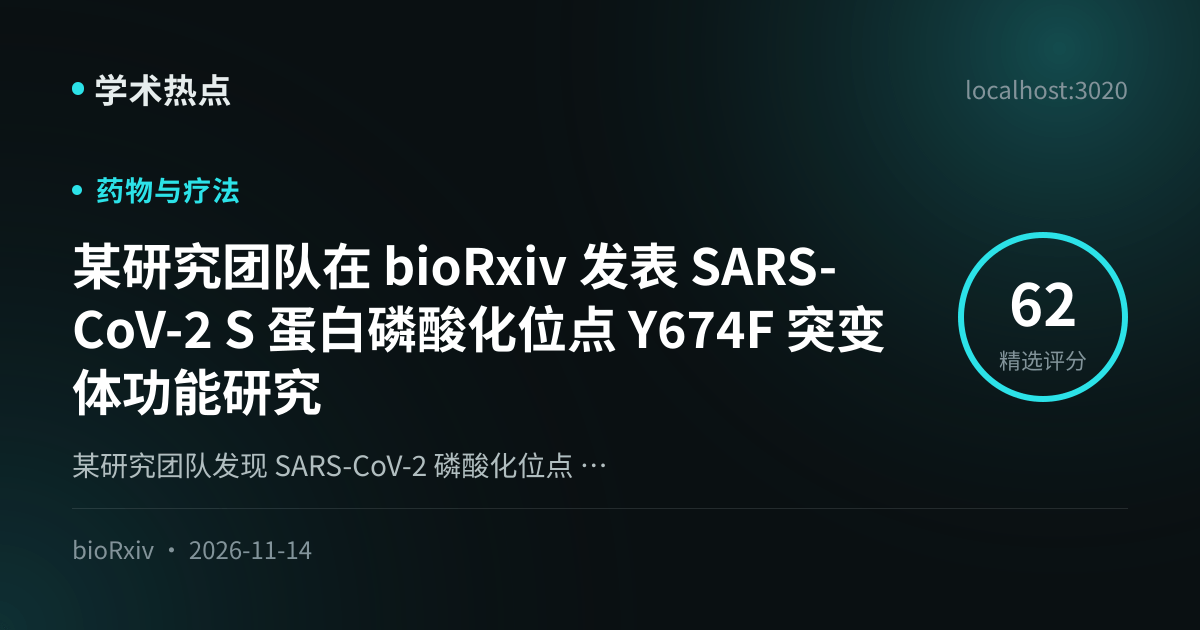 学术热点
localhost:3020
药物与疗法
某研究团队在 bioRxiv 发表 SARS-
CoV-2 S 蛋白磷酸化位点 Y674F 突变
体功能研究
62
精选评分
某研究团队发现 SARS-CoV-2 磷酸化位点 …
bioRxiv · 2026-11-14